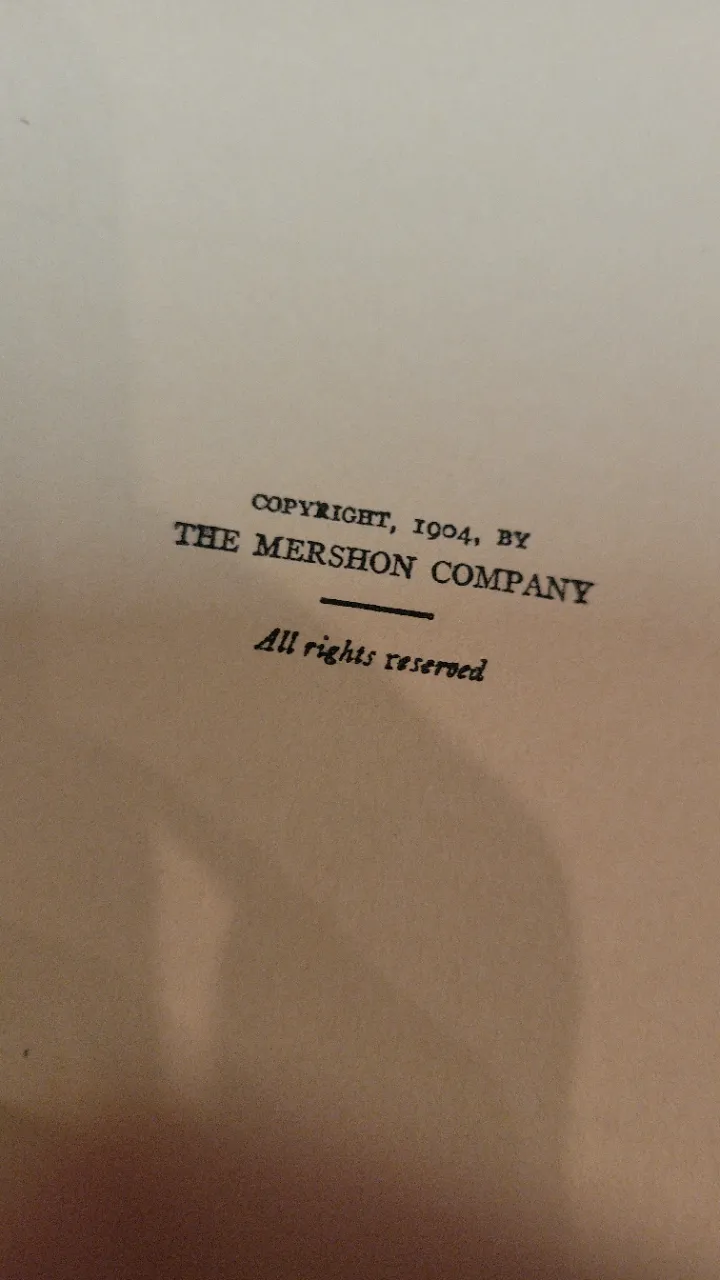 COPYRIGHT, 1904, BY
THE MERSHON COMPANY
All rights reserved